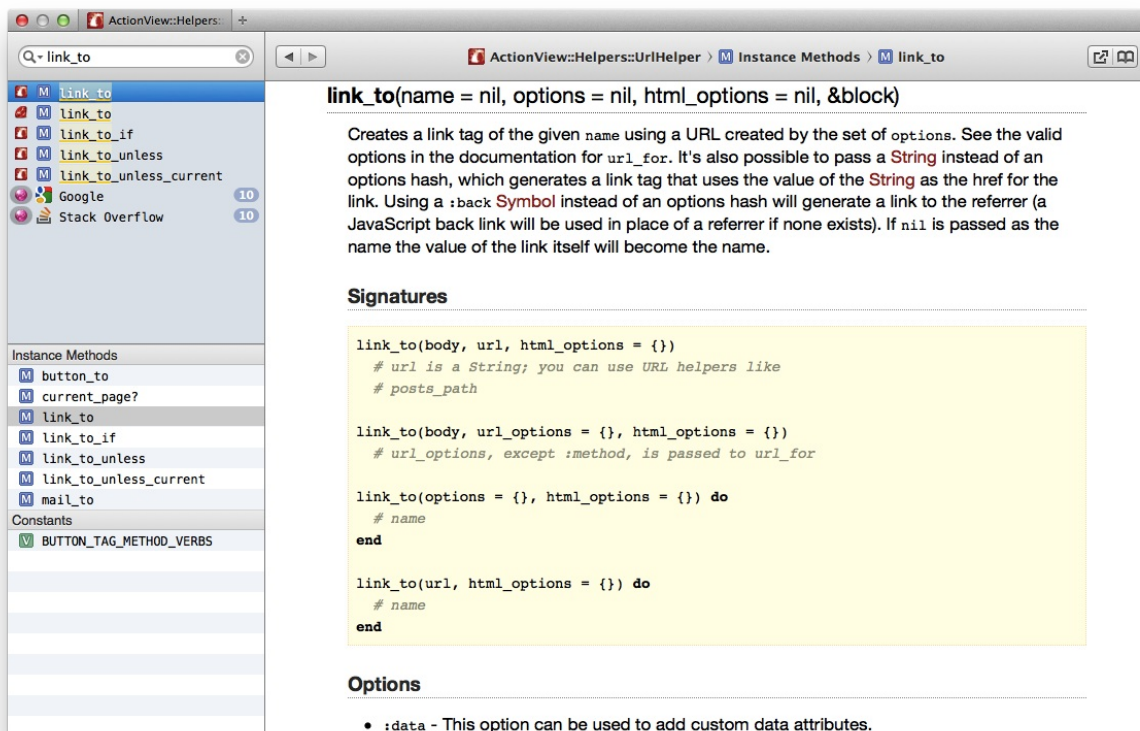 ActionView::Helpers::
link_to
ActionView::Helpers::UrlHelper › M Instance Methods › M link_to
M link_to
M link_to
M link_to_if
M link_to_unless
M link_to_unless_current
Google 10
Stack Overflow 10
Instance Methods
M button_to
M current_page?
M link_to
M link_to_if
M link_to_unless
M link_to_unless_current
M mail_to
Constants
V BUTTON_TAG_METHOD_VERBS
link_to(name = nil, options = nil, html_options = nil, &block)
Creates a link tag of the given name using a URL created by the set of options. See the valid
options in the documentation for url_for. It's also possible to pass a String instead of an
options hash, which generates a link tag that uses the value of the String as the href for the
link. Using a :back Symbol instead of an options hash will generate a link to the referrer (a
JavaScript back link will be used in place of a referrer if none exists). If nil is passed as the
name the value of the link itself will become the name.
Signatures
link_to(body, url, html_options = {})
# url is a String; you can use URL helpers like
# posts_path
link_to(body, url_options = {}, html_options = {})
# url_options, except :method, is passed to url_for
link_to(options = {}, html_options = {}) do
# name
end
link_to(url, html_options = {}) do
# name
end
Options
• :data - This option can be used to add custom data attributes.